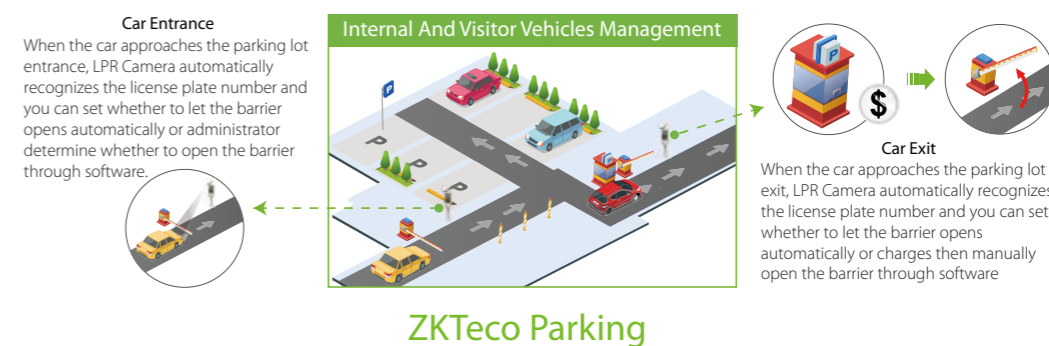 Car Entrance
When the car approaches the parking lot
entrance, LPR Camera automatically
recognizes the license plate number and
you can set whether to let the barrier
opens automatically or administrator
determine whether to open the barrier
through software.
Internal And Visitor Vehicles Management
P
P
P
P
P
$
Car Exit
When the car approaches the parking lot
exit, LPR Camera automatically recognizes
the license plate number and you can set
whether to let the barrier opens
automatically or charges then manually
open the barrier through software
ZKTeco Parking